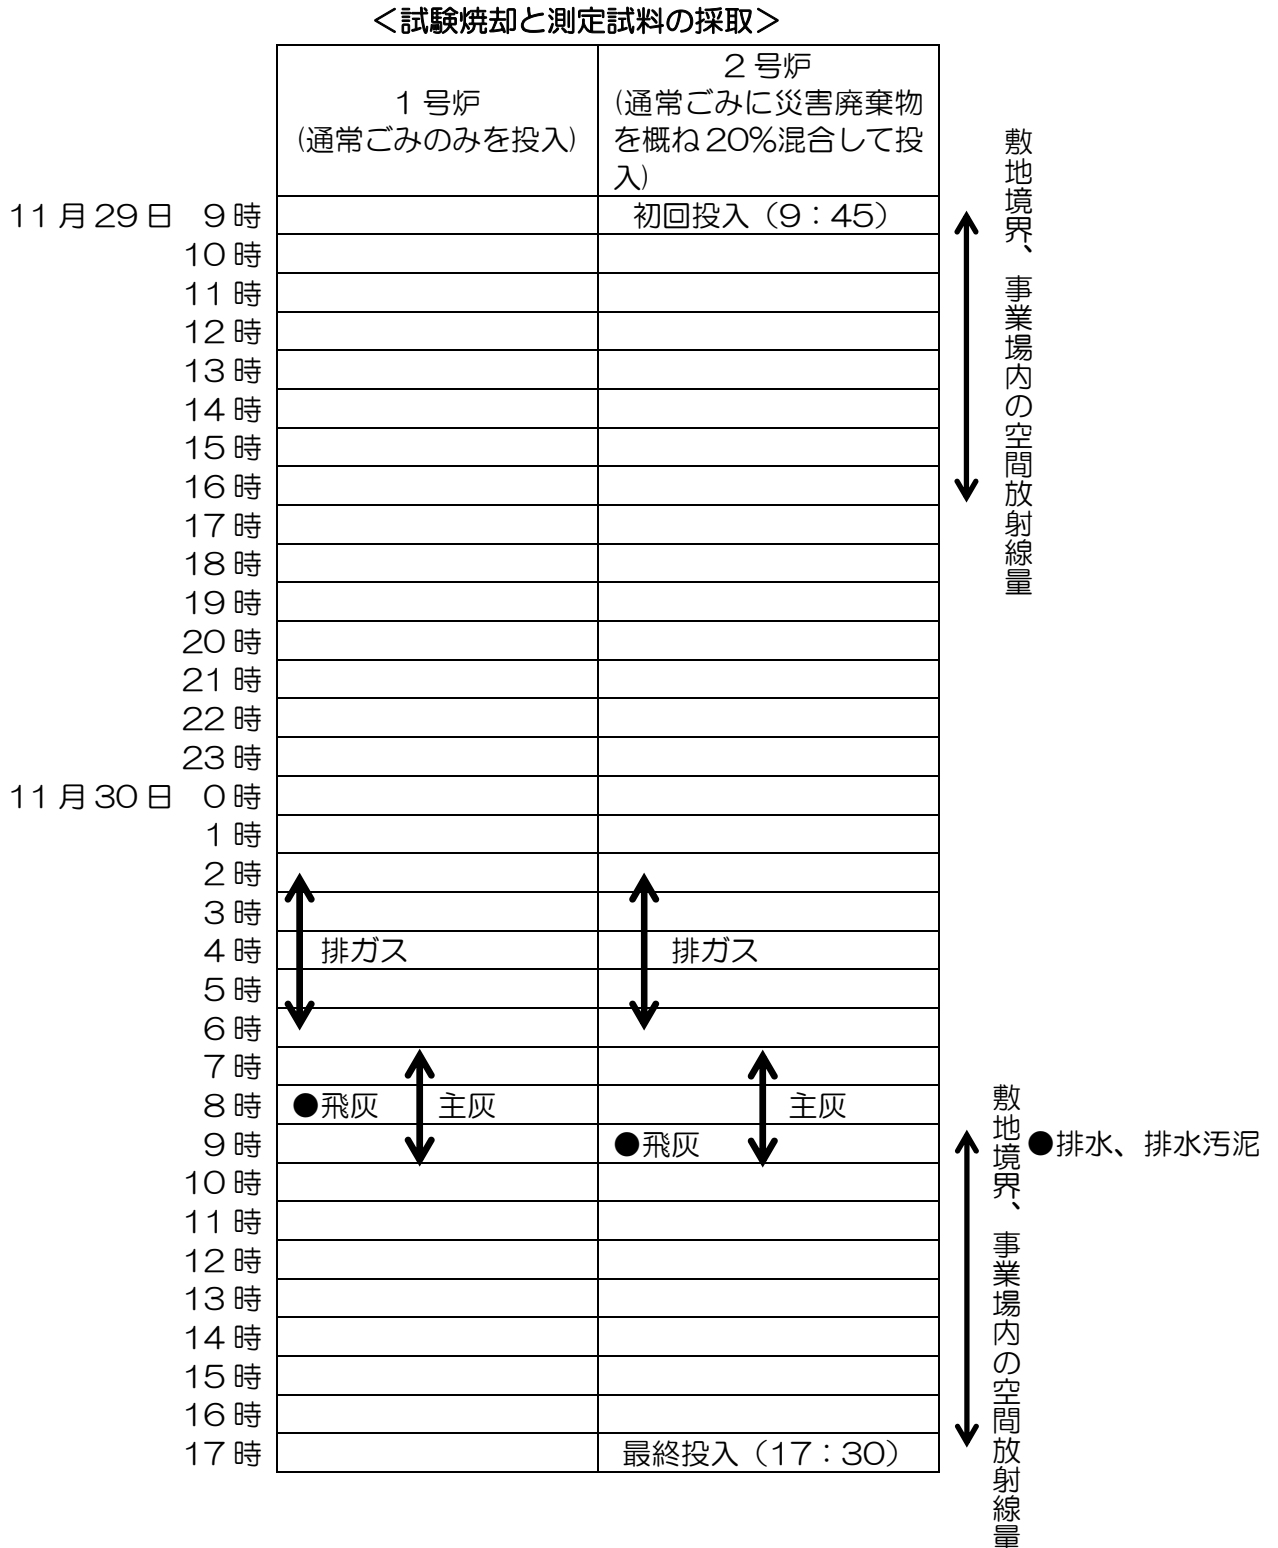 ＜試験焼却と測定試料の採取＞
１号炉
(通常ごみのみを投入)
２号炉
(通常ごみに災害廃棄物
を概ね20％混合して投
入)
11月29日 9時
初回投入（9：45）
10時
11時
12時
13時
14時
15時
16時
17時
18時
19時
20時
21時
22時
23時
敷地境界、事業場内の空間放射線量
11月30日 0時
1時
2時
3時
4時
排ガス
排ガス
5時
6時
7時
8時
●飛灰
主灰
主灰
9時
●飛灰
●排水、排水汚泥
10時
11時
12時
13時
14時
15時
16時
17時
最終投入（17：30）
敷地境界、事業場内の空間放射線量